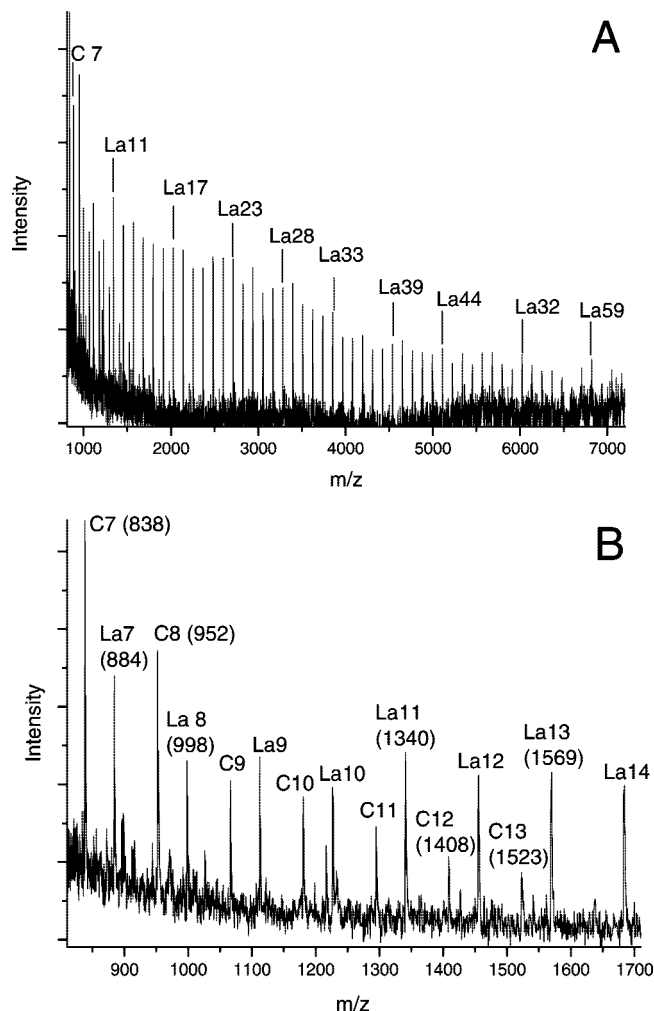 A
C 7
La11
La17
La23
La28
La33
La39
La44
La32
La59
Intensity
1000 2000 3000 4000 5000 6000 7000
m/z
B
C7 (838)
La7
(884)
C8 (952)
La 8
(998)
C9
La9
C10
La10
C11
La11
(1340)
C12
(1408)
La12
C13
(1523)
La13
(1569)
La14
Intensity
900 1000 1100 1200 1300 1400 1500 1600 1700
m/z